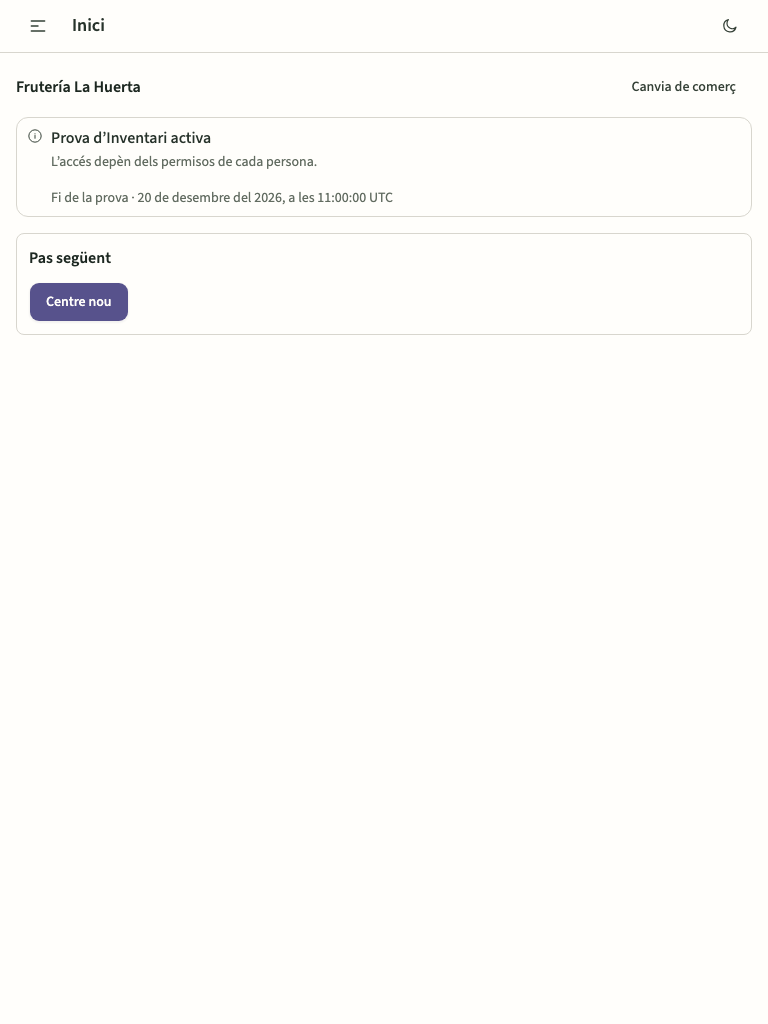 Inici
Frutería La Huerta
Canvia de comerç
Prova d’Inventari activa
L’accés depèn dels permisos de cada persona.
Fi de la prova · 20 de desembre del 2026, a les 11:00:00 UTC
Pas següent
Centre nou